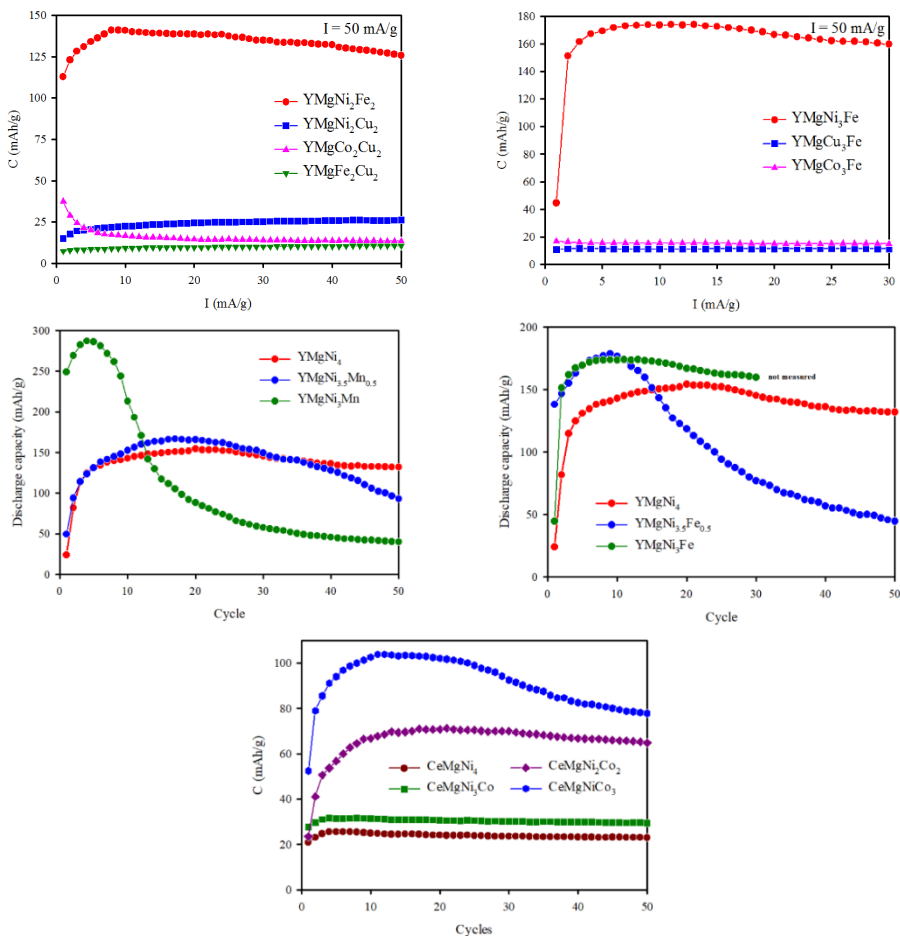 I = 50 mA/g
150
125
100
75
50
25
0
C (mAh/g)
YMgNi₂Fe₂
YMgNi₂Cu₂
YMgCo₂Cu₂
YMgFe₂Cu₂
0 10 20 30 40 50
I (mA/g)
I = 50 mA/g
180
160
140
120
100
80
60
40
20
0
C (mAh/g)
YMgNi₃Fe
YMgCu₃Fe
YMgCo₃Fe
0 5 10 15 20 25 30
I (mA/g)
300
250
200
150
100
50
0
Discharge capacity (mAh/g)
YMgNi₄
YMgNi₃.₅Mn₀.₅
YMgNi₃Mn
0 10 20 30 40 50
Cycle
200
150
100
50
0
Discharge capacity (mAh/g)
not measured
YMgNi₄
YMgNi₃.₅Fe₀.₅
YMgNi₃Fe
0 10 20 30 40 50
Cycle
100
80
60
40
20
0
C (mAh/g)
CeMgNi₄ CeMgNi₂Co₂
CeMgNi₃Co CeMgNiCo₃
0 10 20 30 40 50
Cycles